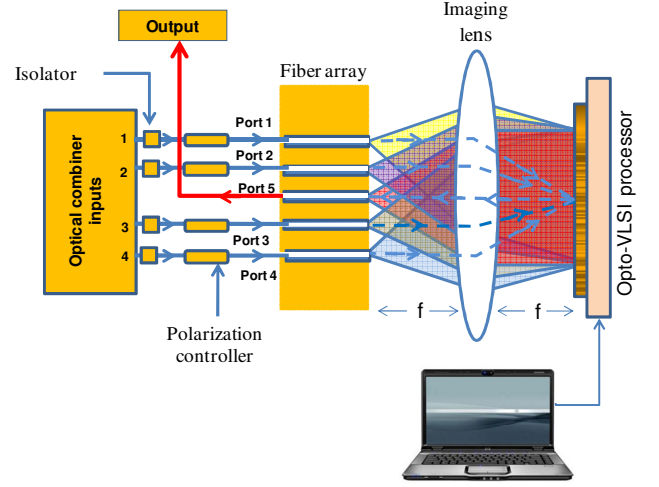 Output
Imaging
lens
Isolator
Fiber array
Optical combiner
inputs
1
2
3
4
Port 1
Port 2
Port 5
Port 3
Port 4
f
f
Opto-VLSI processor
Polarization
controller